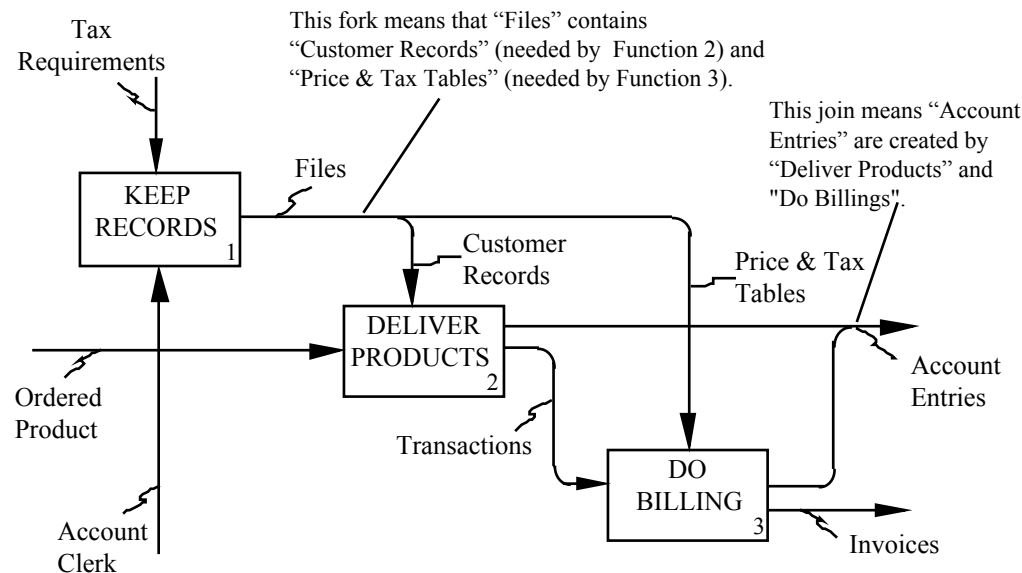 Tax
Requirements
This fork means that “Files” contains
“Customer Records” (needed by  Function 2) and
“Price & Tax Tables” (needed by Function 3).
This join means “Account
Entries” are created by
“Deliver Products” and
"Do Billings".
Files
KEEP
RECORDS
1
Customer
Records
Price & Tax
Tables
DELIVER
PRODUCTS
2
Ordered
Product
Account
Entries
Transactions
DO
BILLING
3
Account
Clerk
Invoices